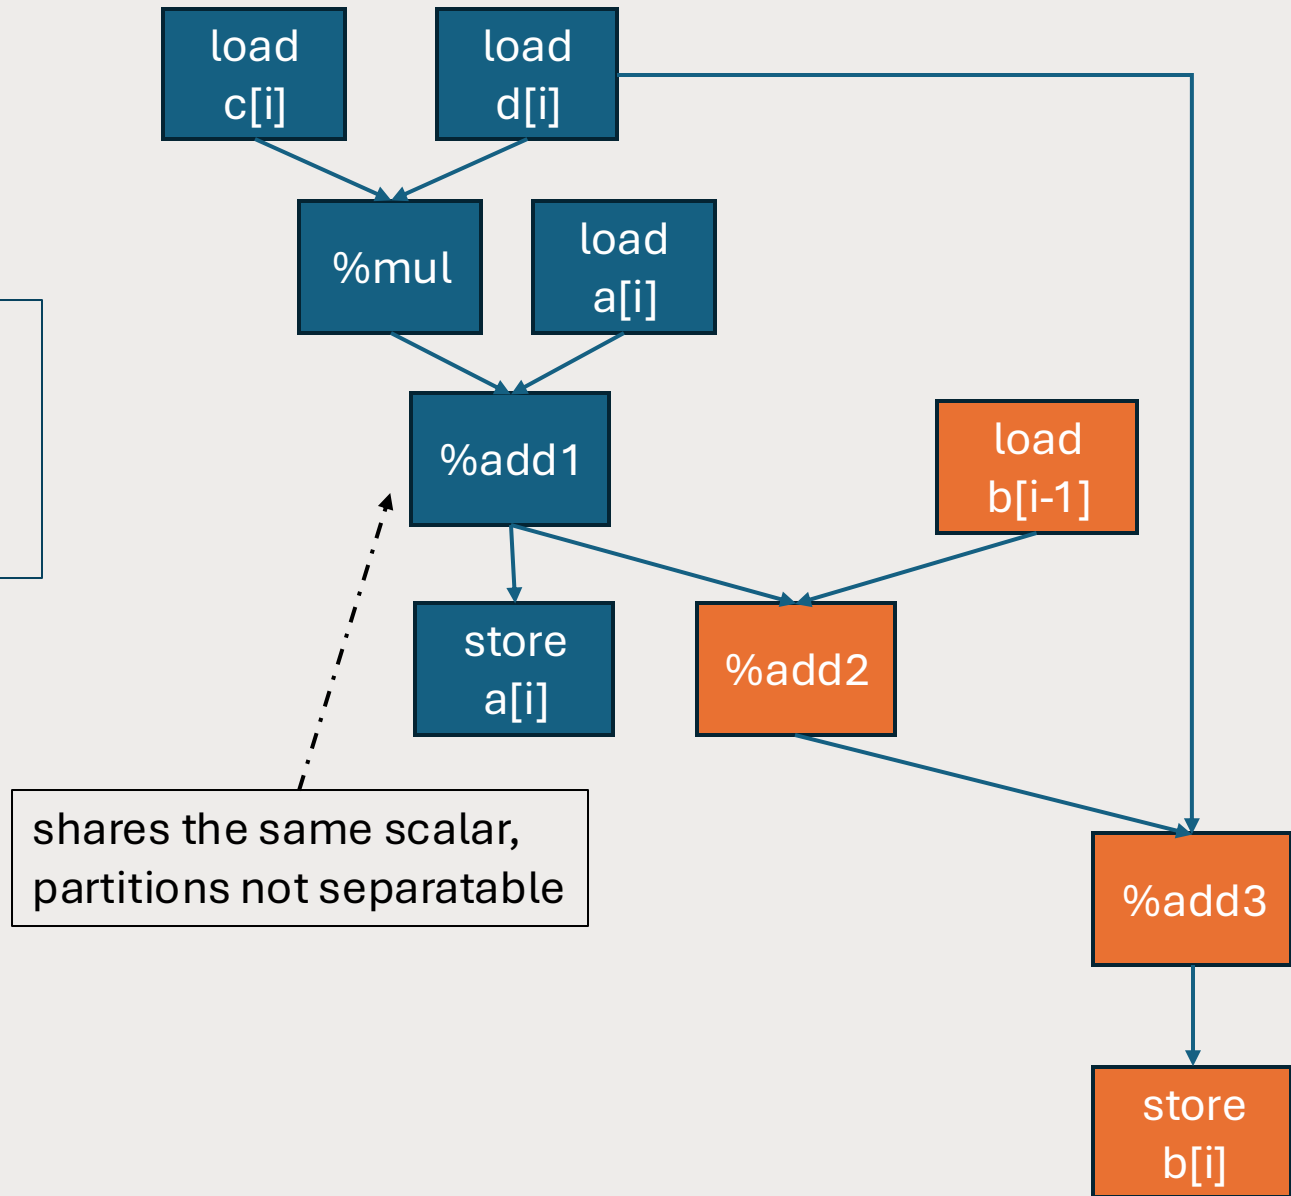 load
c[i]
load
d[i]
%mul
load
a[i]
%add1
load
b[i-1]
store
a[i]
%add2
shares the same scalar,
partitions not separatable
%add3
store
b[i]